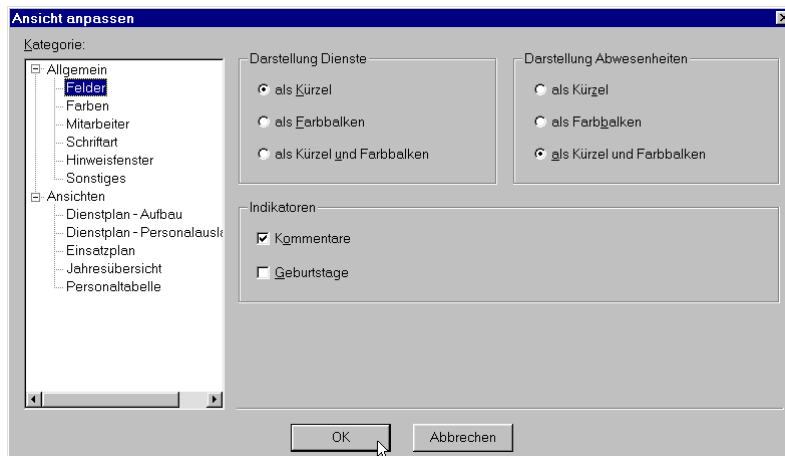 Ansicht anpassen
Kategorie:
Allgemein
Felder
Farben
Mitarbeiter
Schriftart
Hinweisfenster
Sonstiges
Ansichten
Dienstplan - Aufbau
Dienstplan - Personalausla
Einsatzplan
Jahresübersicht
Personaltabelle
Darstellung Dienste
als Kürzel
als Farbbalken
als Kürzel und Farbbalken
Darstellung Abwesenheiten
als Kürzel
als Farbbalken
als Kürzel und Farbbalken
Indikatoren
Kommentare
Geburtstage
OK
Abbrechen